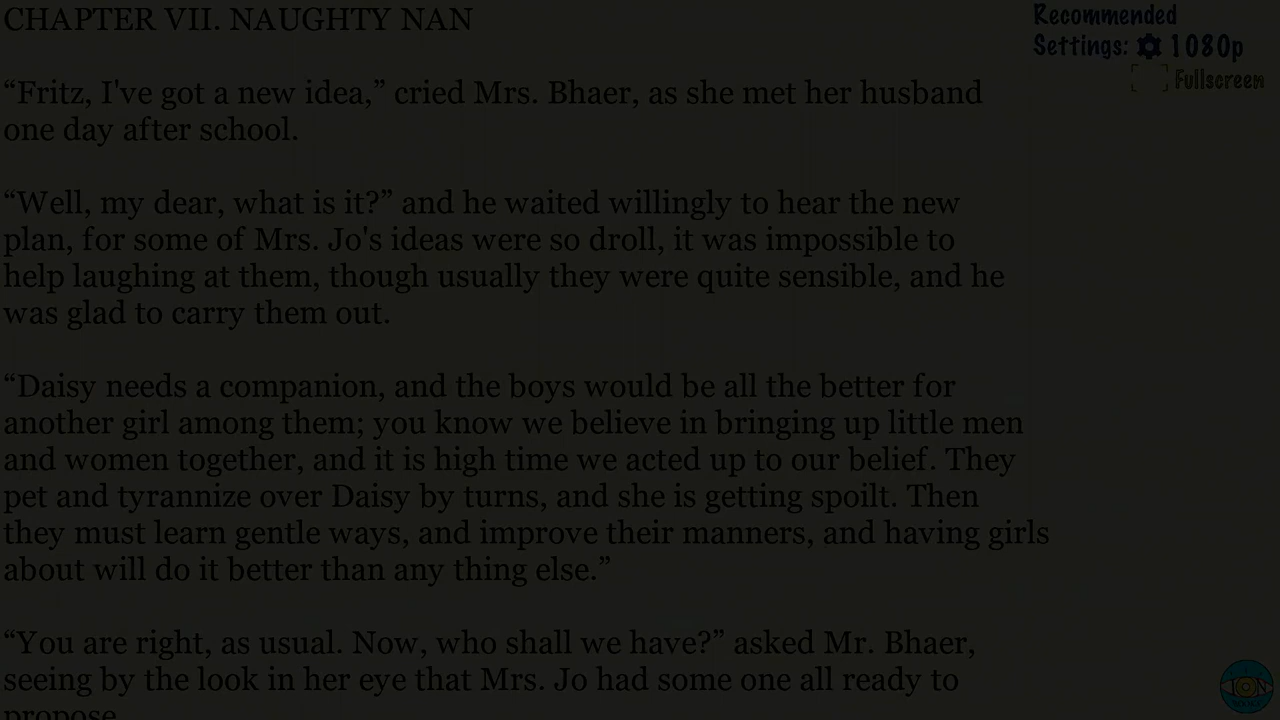 CHAPTER VII. NAUGHTY NAN
Recommended
Settings: 1080p
Fullscreen
“Fritz, I've got a new idea,” cried Mrs. Bhaer, as she met her husband
one day after school.
“Well, my dear, what is it?” and he waited willingly to hear the new
plan, for some of Mrs. Jo's ideas were so droll, it was impossible to
help laughing at them, though usually they were quite sensible, and he
was glad to carry them out.
“Daisy needs a companion, and the boys would be all the better for
another girl among them; you know we believe in bringing up little men
and women together, and it is high time we acted up to our belief. They
pet and tyrannize over Daisy by turns, and she is getting spoilt. Then
they must learn gentle ways, and improve their manners, and having girls
about will do it better than any thing else.”
“You are right, as usual. Now, who shall we have?” asked Mr. Bhaer,
seeing by the look in her eye that Mrs. Jo had some one all ready to
propose.
ION